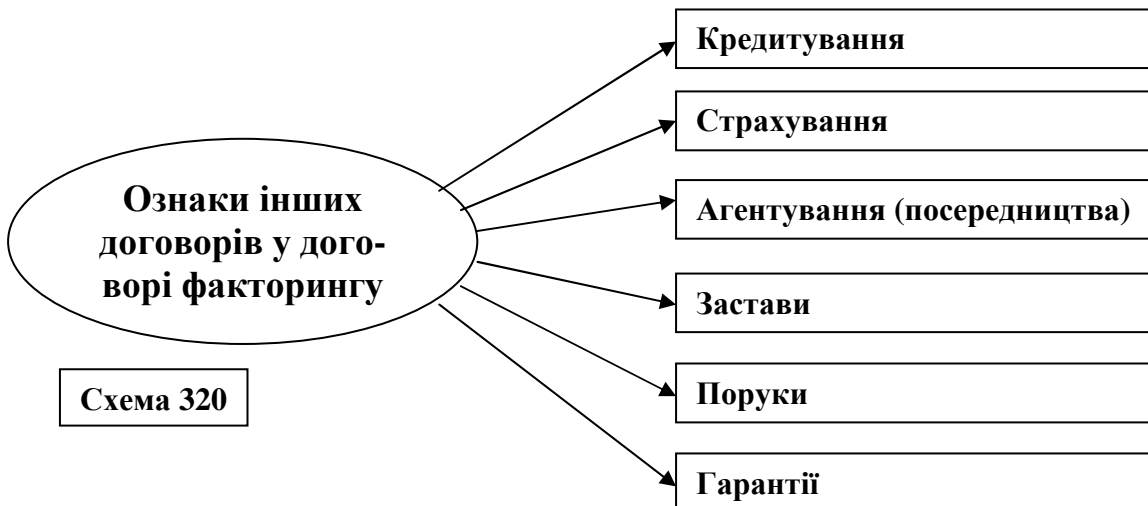 Кредитування
Страхування
Ознаки інших
договорів у дого-
ворі факторингу
Агентування (посередництва)
Застави
Схема 320
Поруки
Гарантії